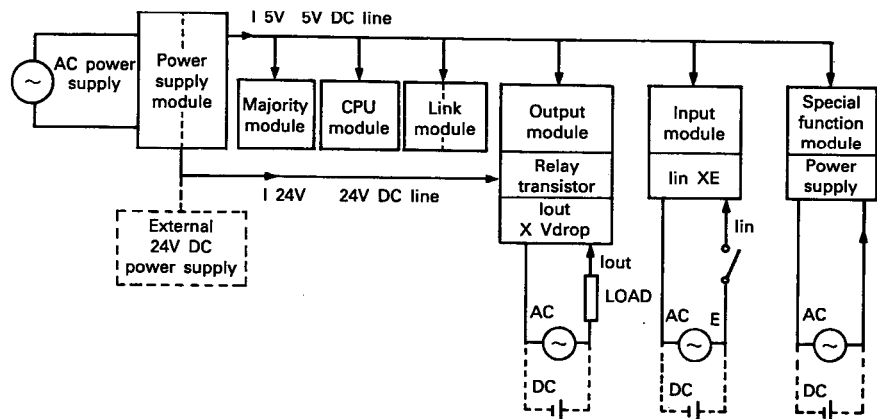 I 5V 5V DC line
AC power
supply
Power
supply
module
Majority
module
CPU
module
Link
module
Output
module
Input
module
Special
function
module
Relay
transistor
Iin XE
Power
supply
I 24V 24V DC line
Iout
X Vdrop
External
24V DC
power supply
Iout
LOAD
Iin
AC
AC
E
AC
~
~
~
~
DC
DC
DC